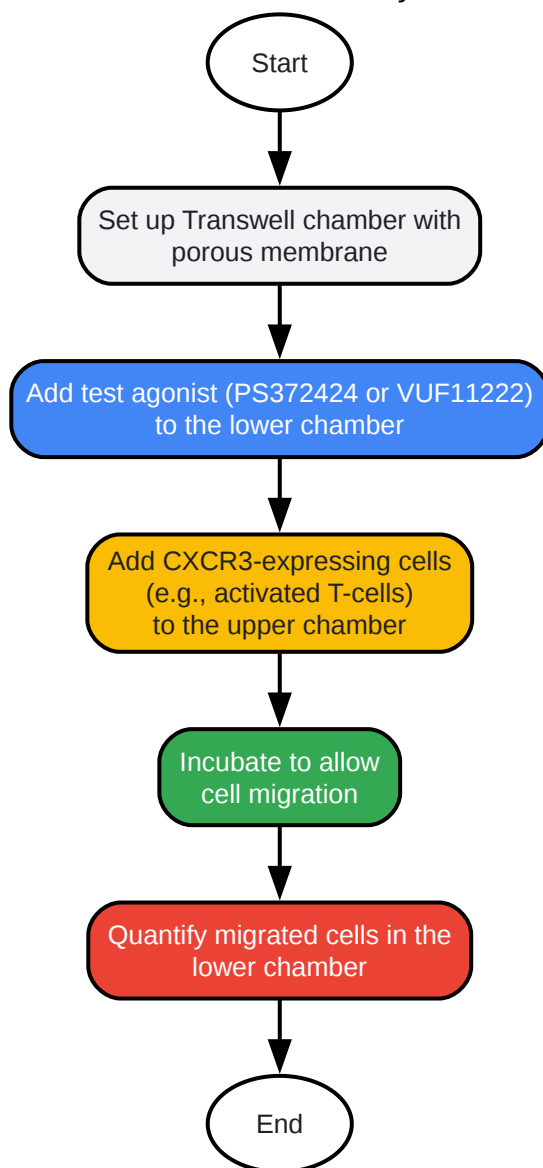 Start
Set up Transwell chamber with
porous membrane
Add test agonist (PS372424 or VUF11222)
to the lower chamber
Add CXCR3-expressing cells
(e.g., activated T-cells)
to the upper chamber
Incubate to allow
cell migration
Quantify migrated cells in the
lower chamber
End